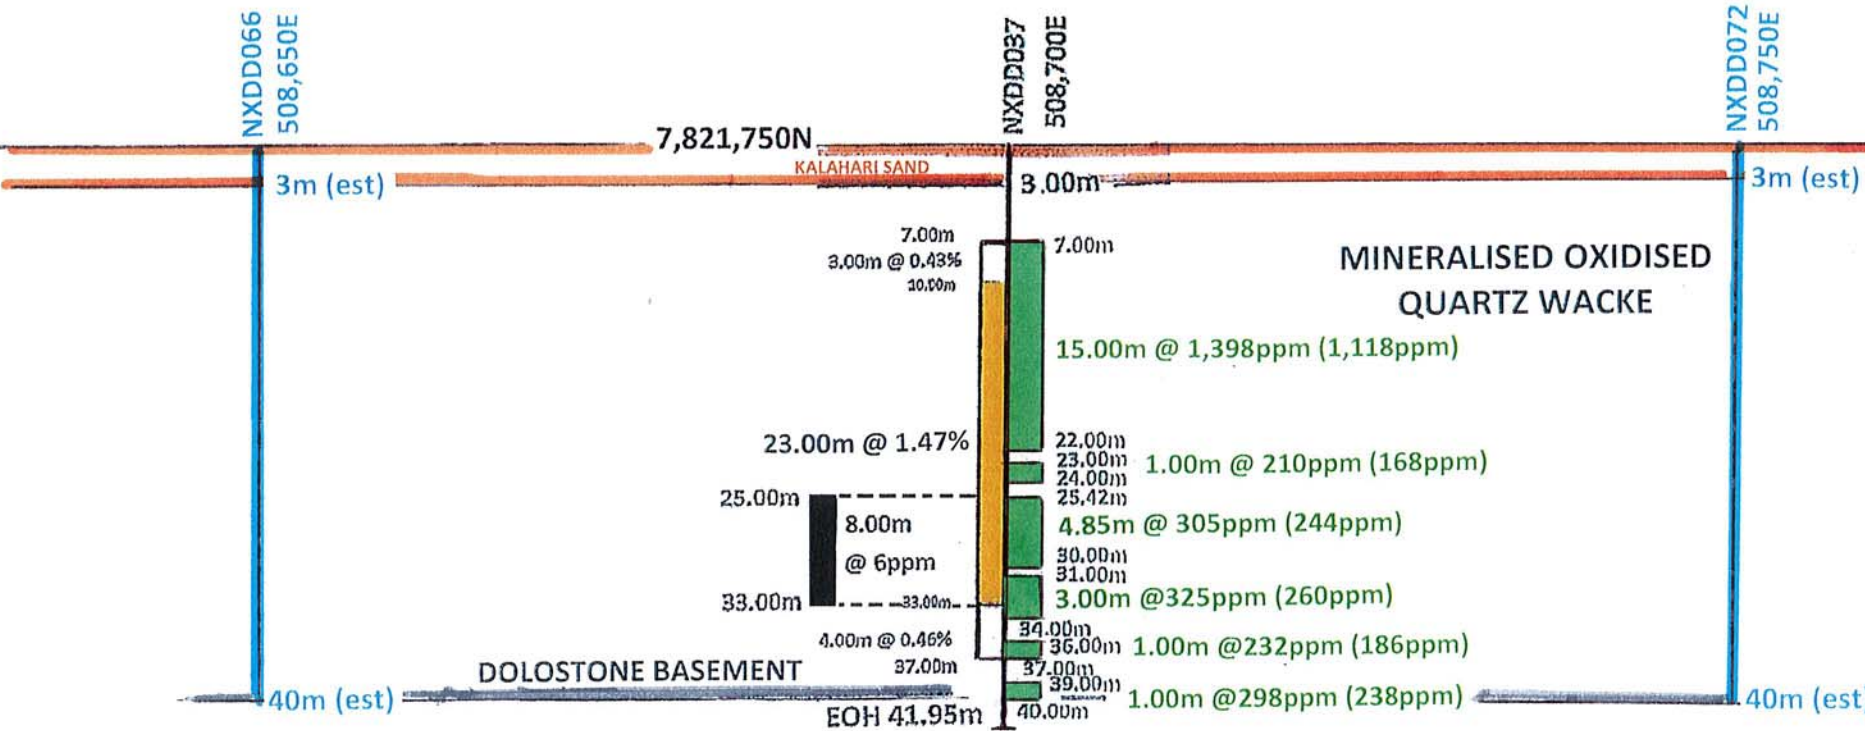 NXDD066
508,650E
NXDD037
508,700E
NXDD072
508,750E
7,821,750N
KALAHARI SAND
3m (est)
3.00m
3m (est)
7.00m
7.00m
3.00m @ 0.43%
10.00m
MINERALISED OXIDISED
QUARTZ WACKE
15.00m @ 1,398ppm (1,118ppm)
23.00m @ 1.47%
22.00m
23.00m
1.00m @ 210ppm (168ppm)
24.00m
25.00m
25.42m
8.00m
@ 6ppm
4.85m @ 305ppm (244ppm)
30.00m
31.00m
33.00m
33.00m
3.00m @325ppm (260ppm)
34.00m
4.00m @ 0.46%
36.00m
1.00m @232ppm (186ppm)
37.00m
37.00m
DOLOSTONE BASEMENT
39.00m
40m (est)
1.00m @298ppm (238ppm)
40m (est)
EOH 41.95m
40.00m